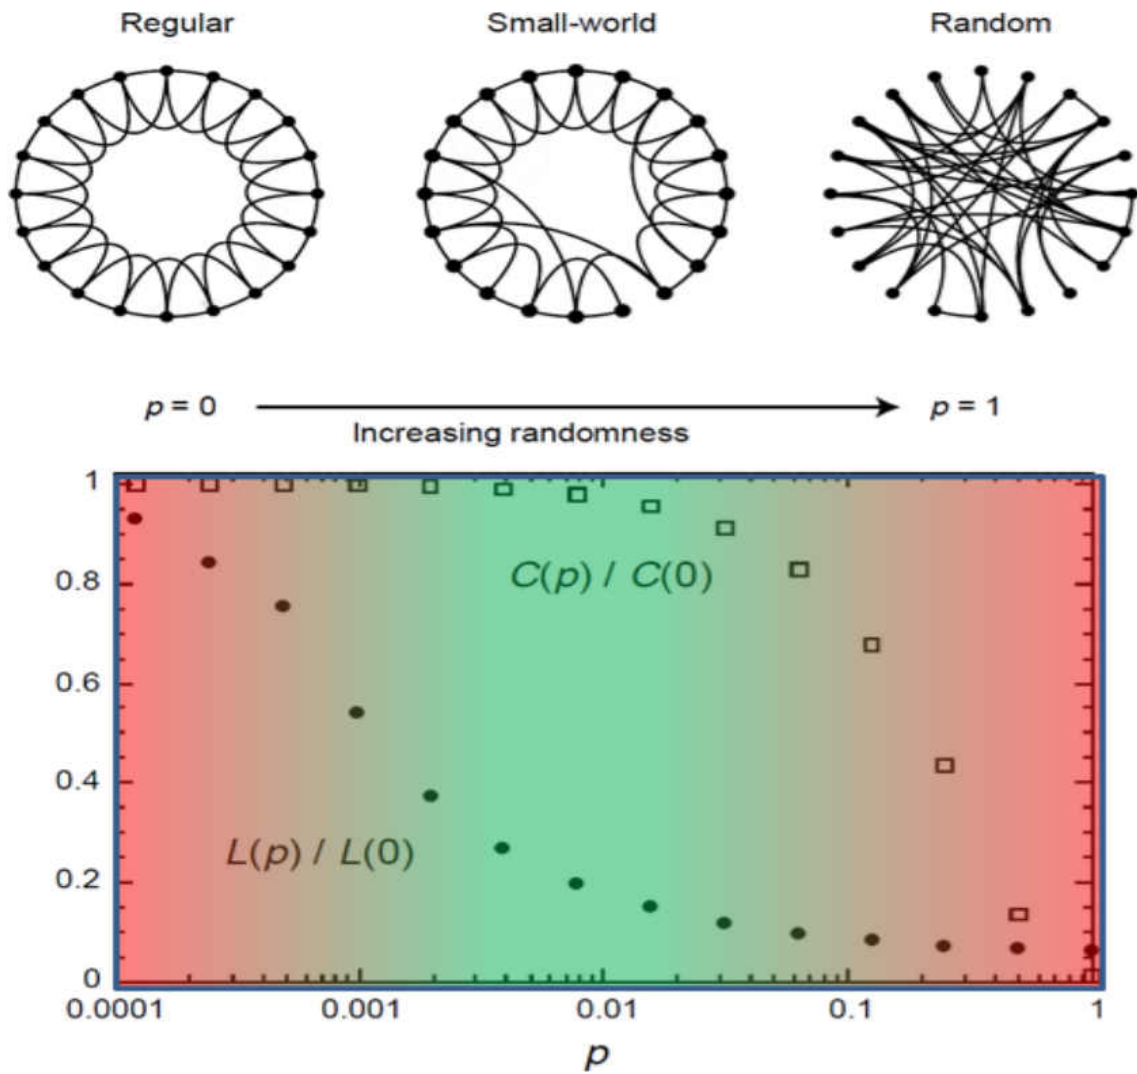 Regular Small-world Random
p = 0 p = 1
Increasing randomness
1
0.8
0.6
0.4
0.2
0
C(p) / C(0)
L(p) / L(0)
0.0001 0.001 0.01 0.1 1
p